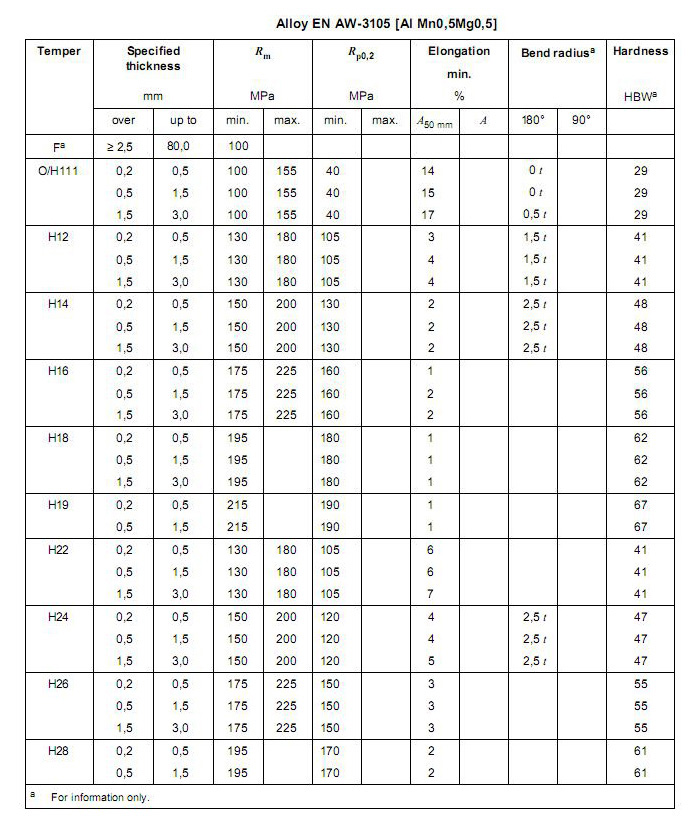 Alloy EN AW-3105 [Al Mn0,5Mg0,5]
Temper Specified thickness Rm Rp0,2 Elongation min. Bend radiusa Hardness
mm MPa MPa % HBWa
over up to min. max. min. max. A50 mm A 180° 90°
Fa ≥ 2,5 80,0 100
O/H111 0,2 0,5 100 155 40 14 0 t 29
0,5 1,5 100 155 40 15 0 t 29
1,5 3,0 100 155 40 17 0,5 t 29
H12 0,2 0,5 130 180 105 3 1,5 t 41
0,5 1,5 130 180 105 4 1,5 t 41
1,5 3,0 130 180 105 4 1,5 t 41
H14 0,2 0,5 150 200 130 2 2,5 t 48
0,5 1,5 150 200 130 2 2,5 t 48
1,5 3,0 150 200 130 2 2,5 t 48
H16 0,2 0,5 175 225 160 1 56
0,5 1,5 175 225 160 2 56
1,5 3,0 175 225 160 2 56
H18 0,2 0,5 195 180 1 62
0,5 1,5 195 180 1 62
1,5 3,0 195 180 1 62
H19 0,2 0,5 215 190 1 67
0,5 1,5 215 190 1 67
H22 0,2 0,5 130 180 105 6 41
0,5 1,5 130 180 105 6 41
1,5 3,0 130 180 105 7 41
H24 0,2 0,5 150 200 120 4 2,5 t 47
0,5 1,5 150 200 120 4 2,5 t 47
1,5 3,0 150 200 120 5 2,5 t 47
H26 0,2 0,5 175 225 150 3 55
0,5 1,5 175 225 150 3 55
1,5 3,0 175 225 150 3 55
H28 0,2 0,5 195 170 2 61
0,5 1,5 195 170 2 61
a For information only.